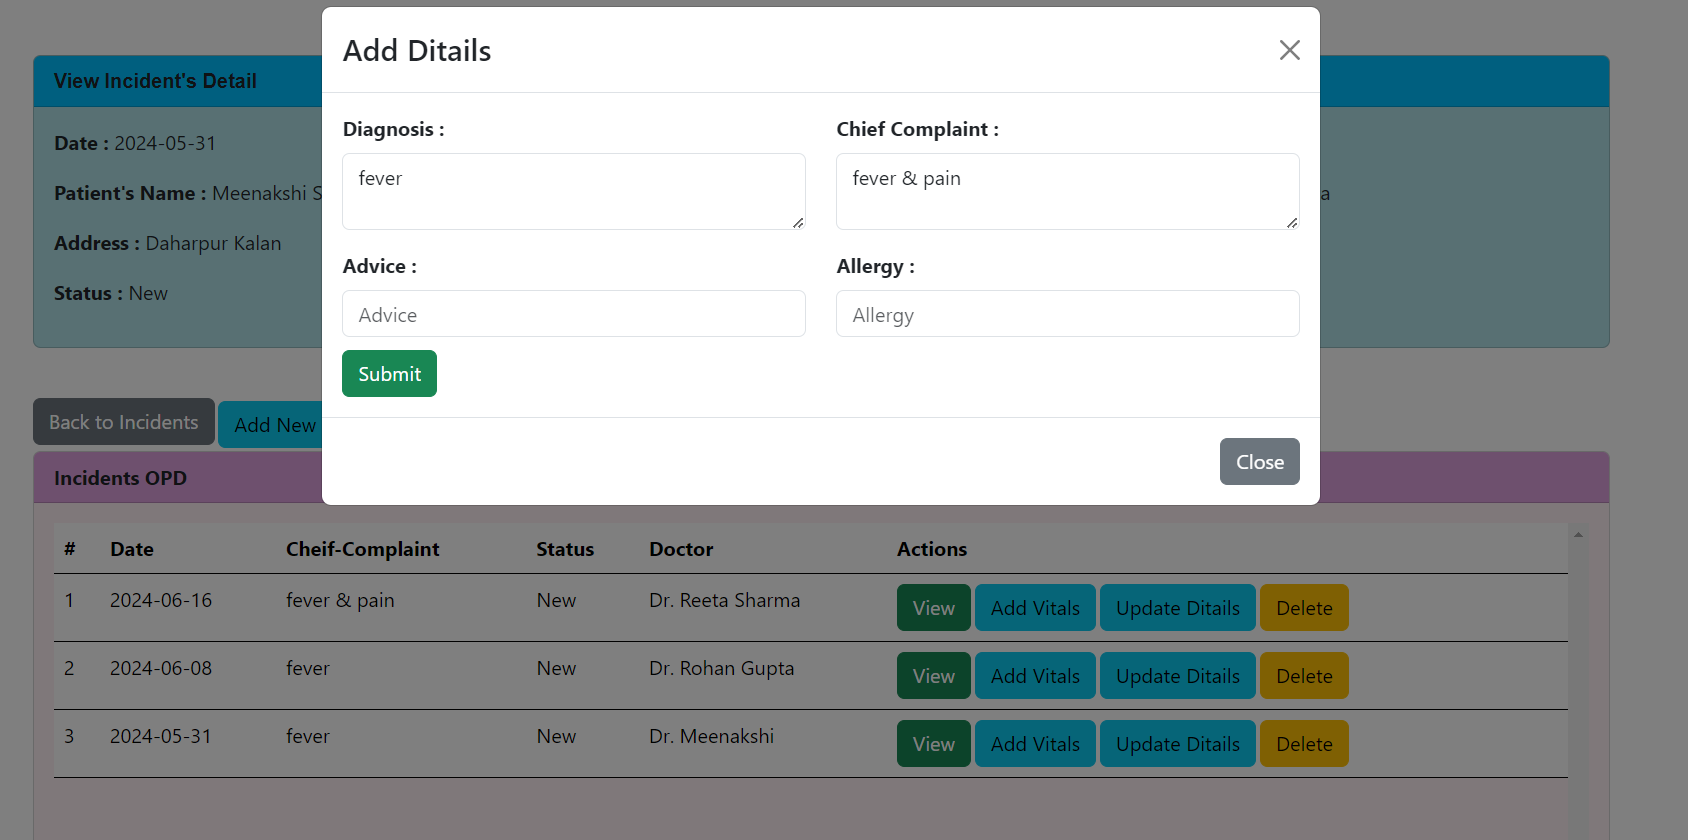 Add Ditails
View Incident's Detail
Diagnosis : Chief Complaint :
Date : 2024-05-31
fever fever & pain
Patient's Name : Meenakshi S
Address : Daharpur Kalan
Advice : Allergy :
Status : New
Advice Allergy
Submit
Back to Incidents Add New
Close
Incidents OPD
# Date Cheif-Complaint Status Doctor Actions
1 2024-06-16 fever & pain New Dr. Reeta Sharma View Add Vitals Update Ditails Delete
2 2024-06-08 fever New Dr. Rohan Gupta View Add Vitals Update Ditails Delete
3 2024-05-31 fever New Dr. Meenakshi View Add Vitals Update Ditails Delete